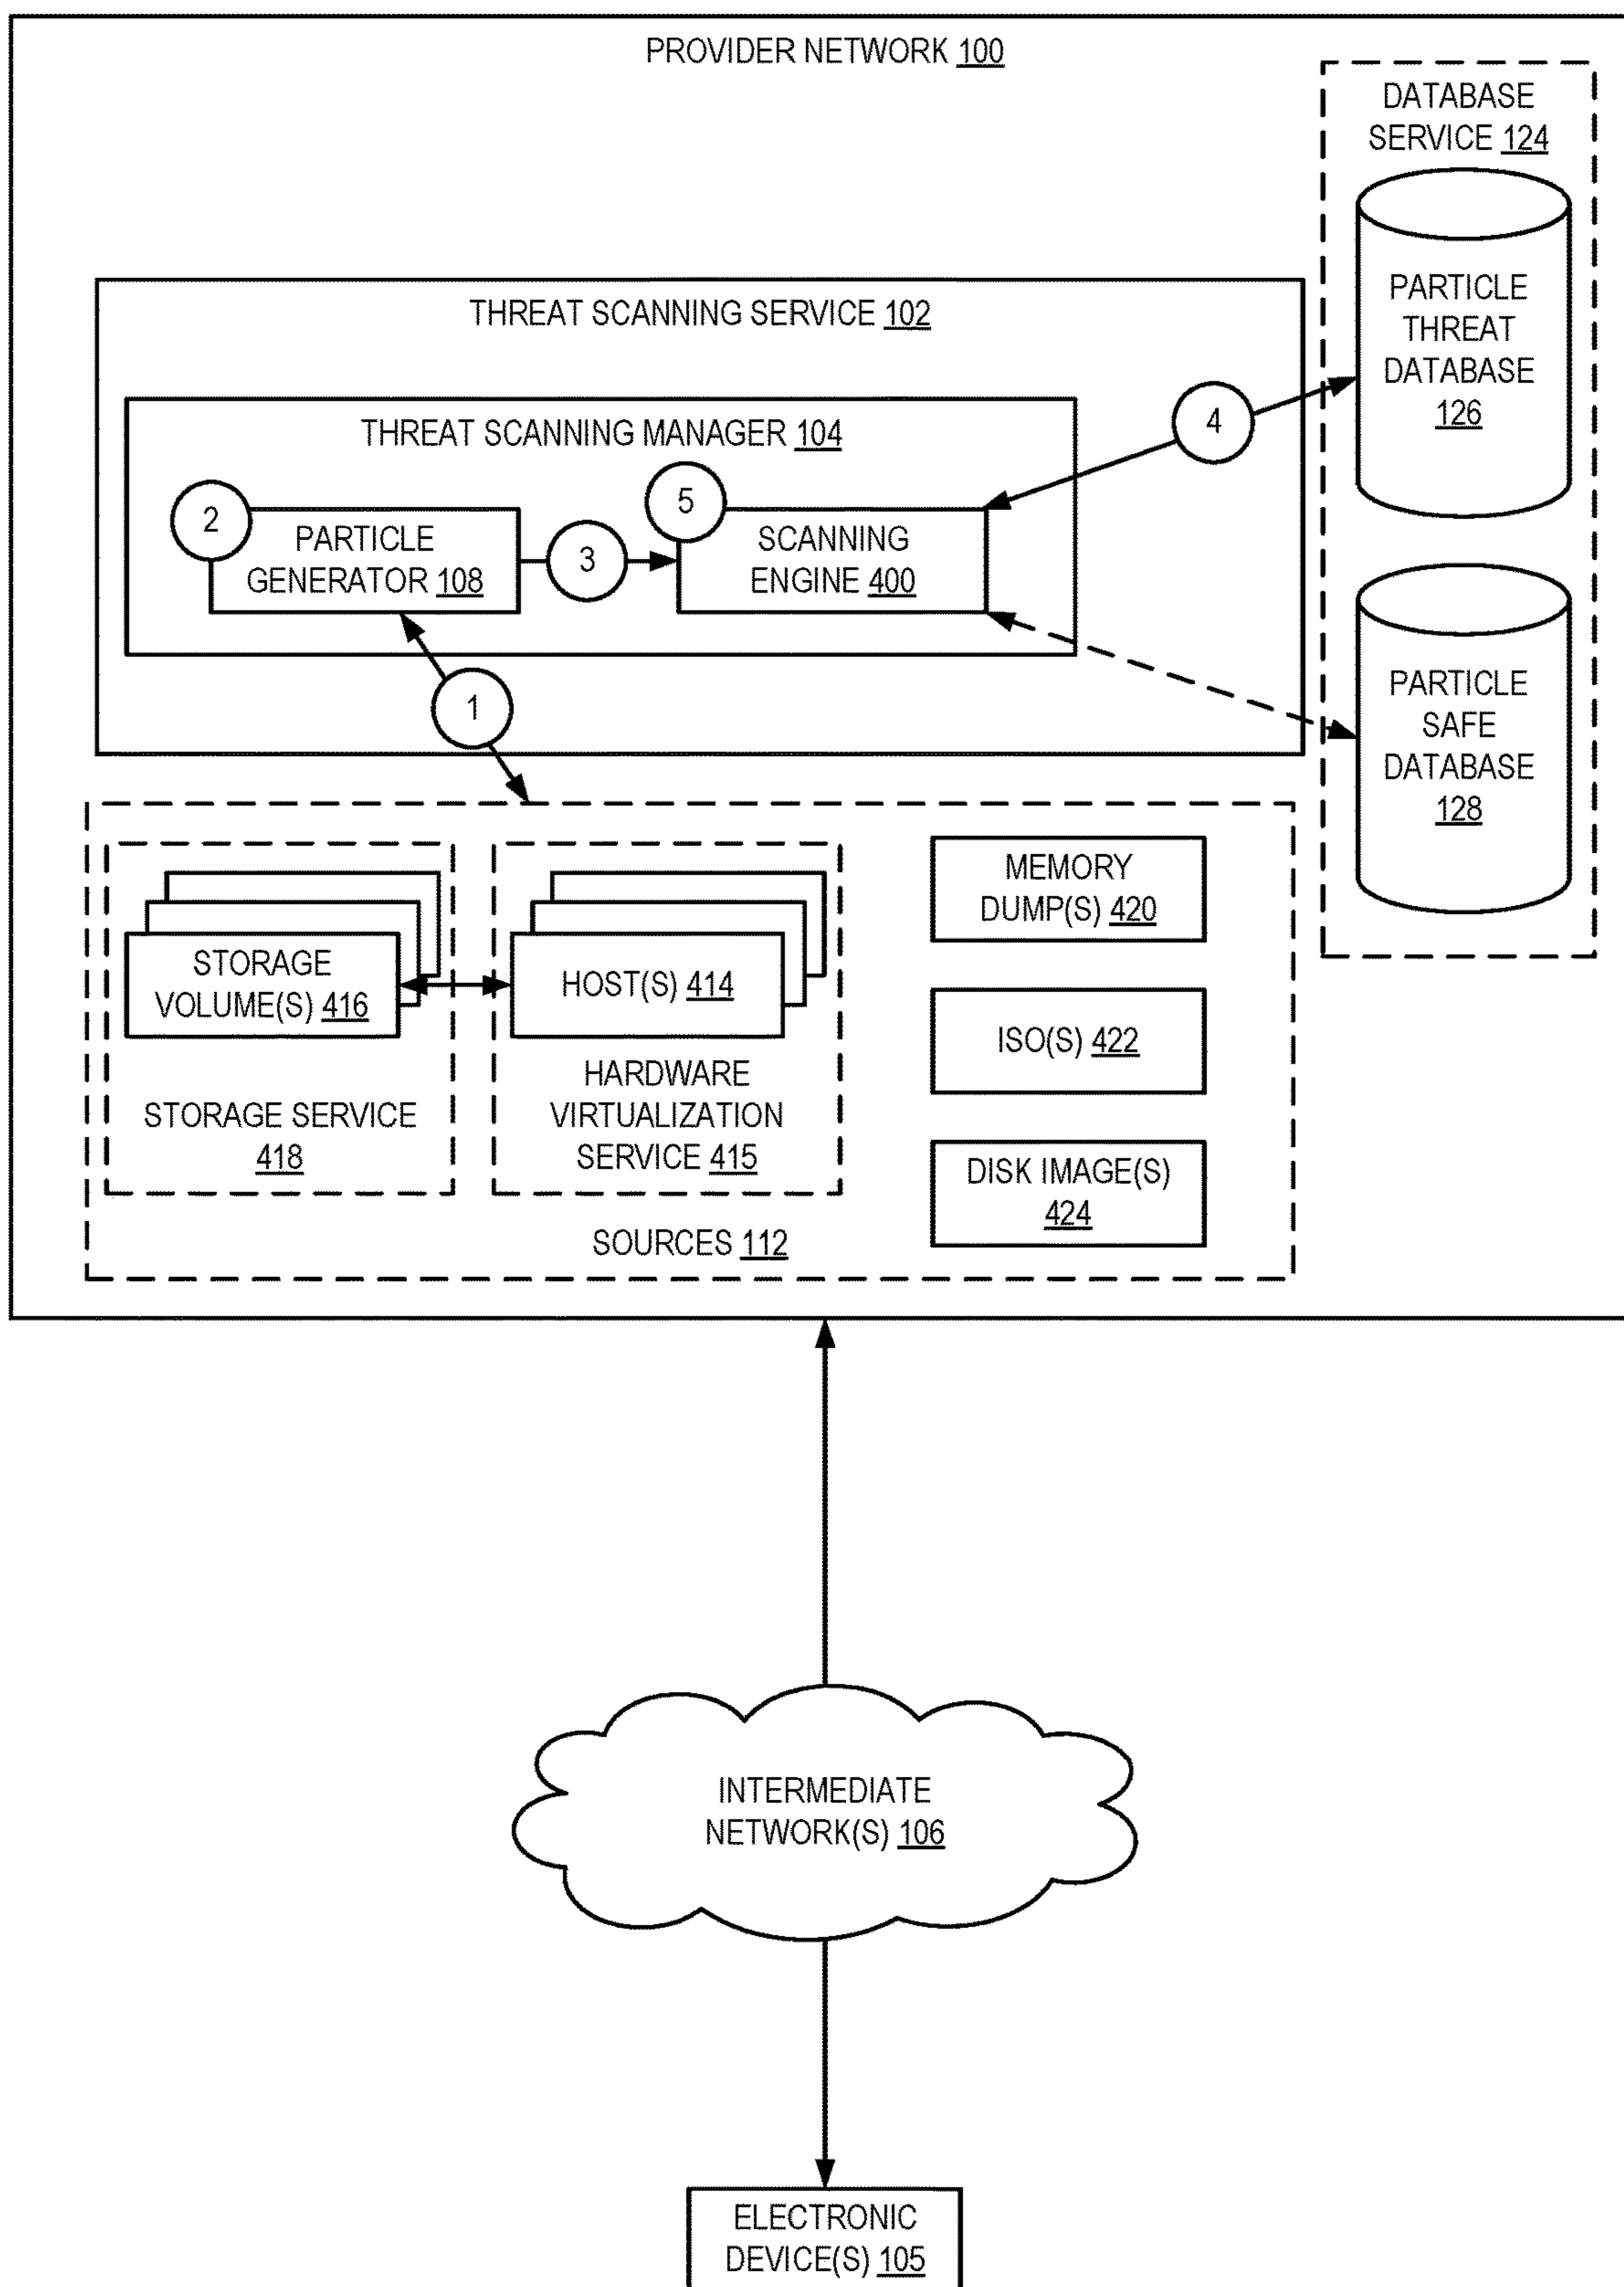 PROVIDER NETWORK 100
DATABASE
SERVICE 124
PARTICLE
THREAT
DATABASE
126
THREAT SCANNING SERVICE 102
THREAT SCANNING MANAGER 104
4
2
PARTICLE
GENERATOR 108
3
5
SCANNING
ENGINE 400
1
PARTICLE
SAFE
DATABASE
128
STORAGE
VOLUME(S) 416
STORAGE SERVICE
418
HOST(S) 414
HARDWARE
VIRTUALIZATION
SERVICE 415
MEMORY
DUMP(S) 420
ISO(S) 422
DISK IMAGE(S)
424
SOURCES 112
INTERMEDIATE
NETWORK(S) 106
ELECTRONIC
DEVICE(S) 105